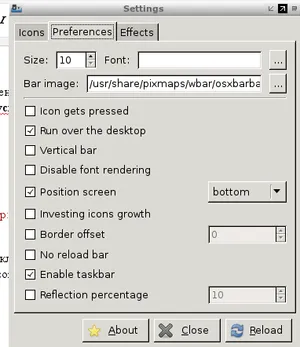 Settings
Icons Preferences Effects
Size: 10 Font: ...
Bar image: /usr/share/pixmaps/wbar/osxbarba ...
Icon gets pressed
Run over the desktop
Vertical bar
Disable font rendering
Position screen bottom
Investing icons growth
Border offset 0
No reload bar
Enable taskbar
Reflection percentage 10
About Close Reload